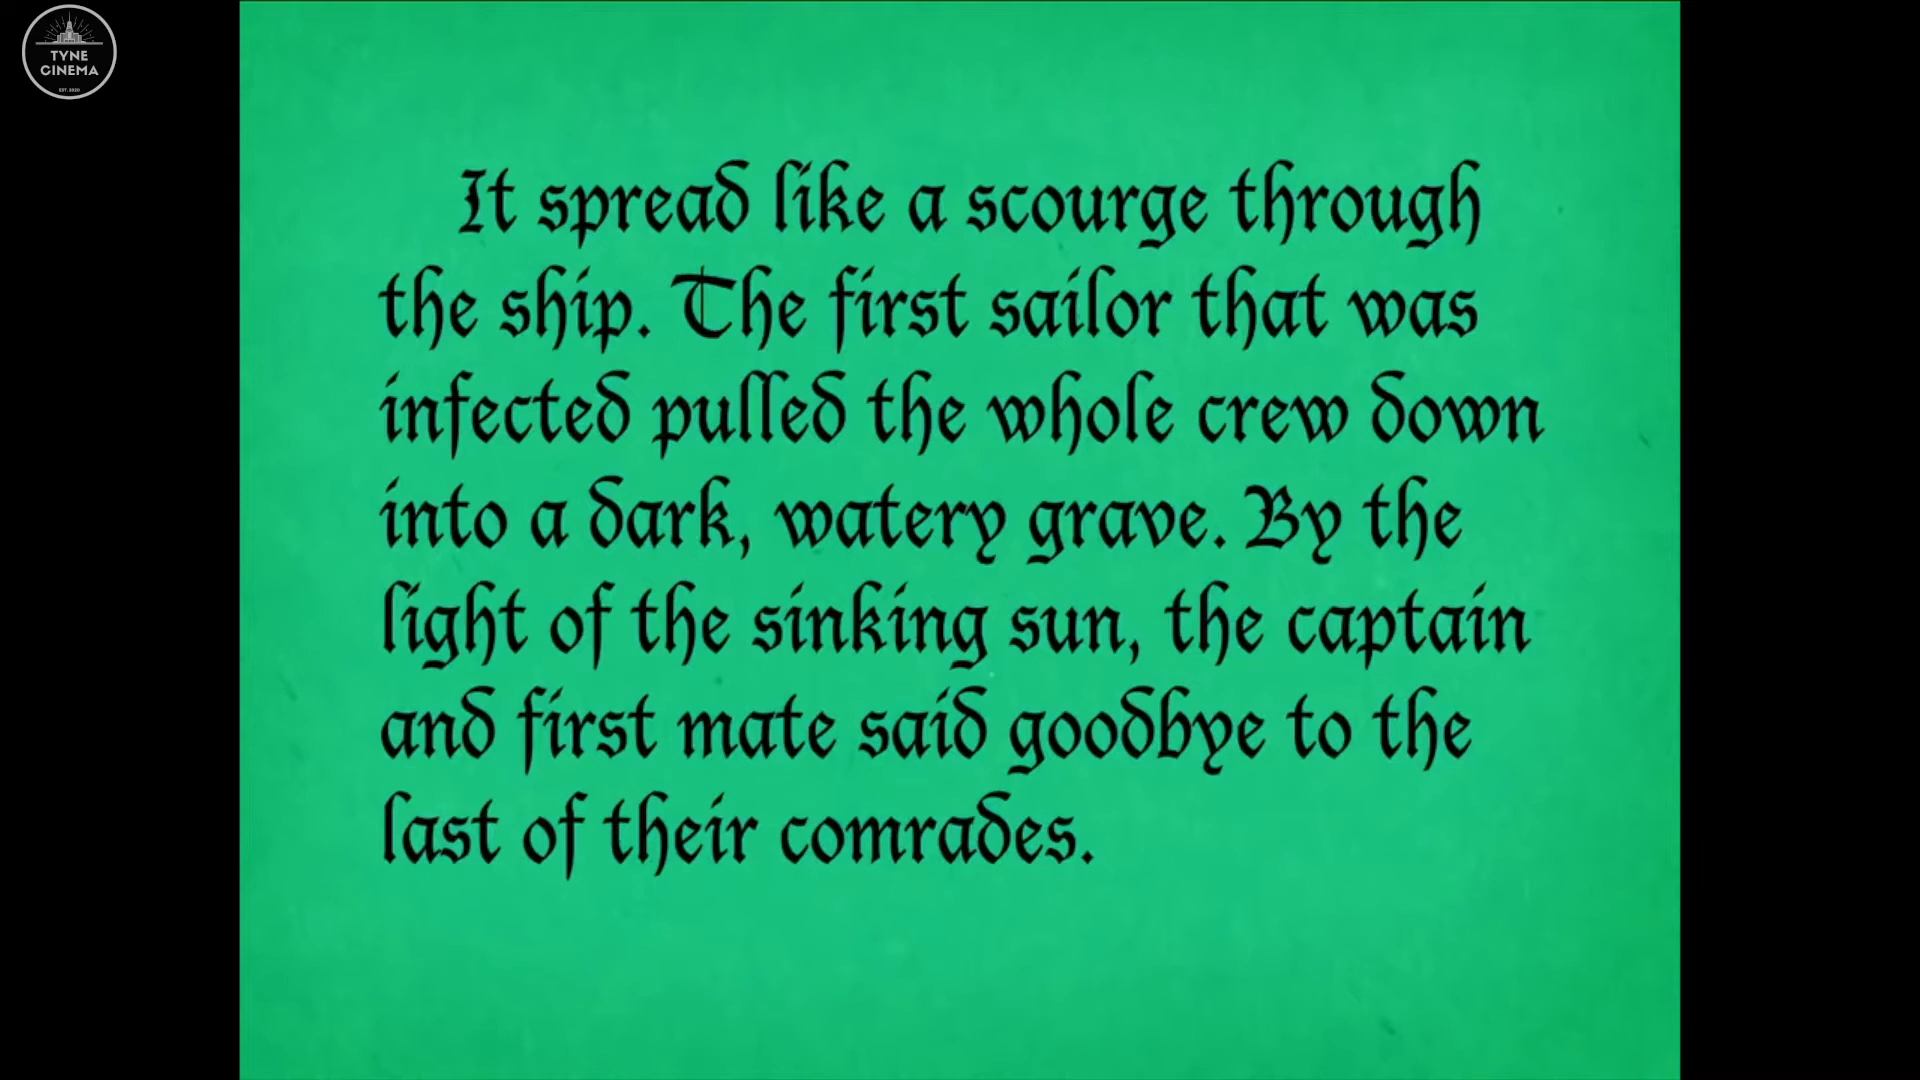 TYNE
CINEMA
EST. 2020
It spread like a scourge through
the ship. The first sailor that was
infected pulled the whole crew down
into a dark, watery grave. By the
light of the sinking sun, the captain
and first mate said goodbye to the
last of their comrades.